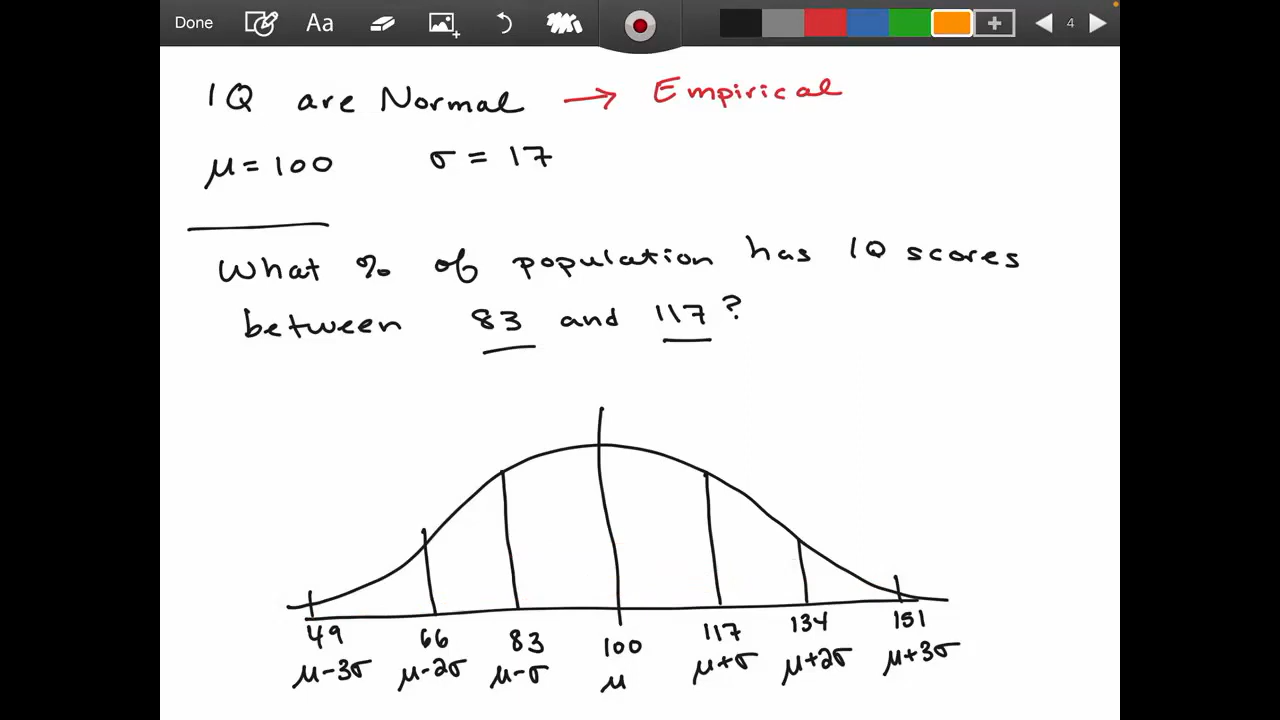 Done Aa 4
IQ are Normal → Empirical
μ = 100 σ = 17
What % of population has IQ scores
between 83 and 117?
49 66 83 100 117 134 151
μ-3σ μ-2σ μ-σ μ μ+σ μ+2σ μ+3σ